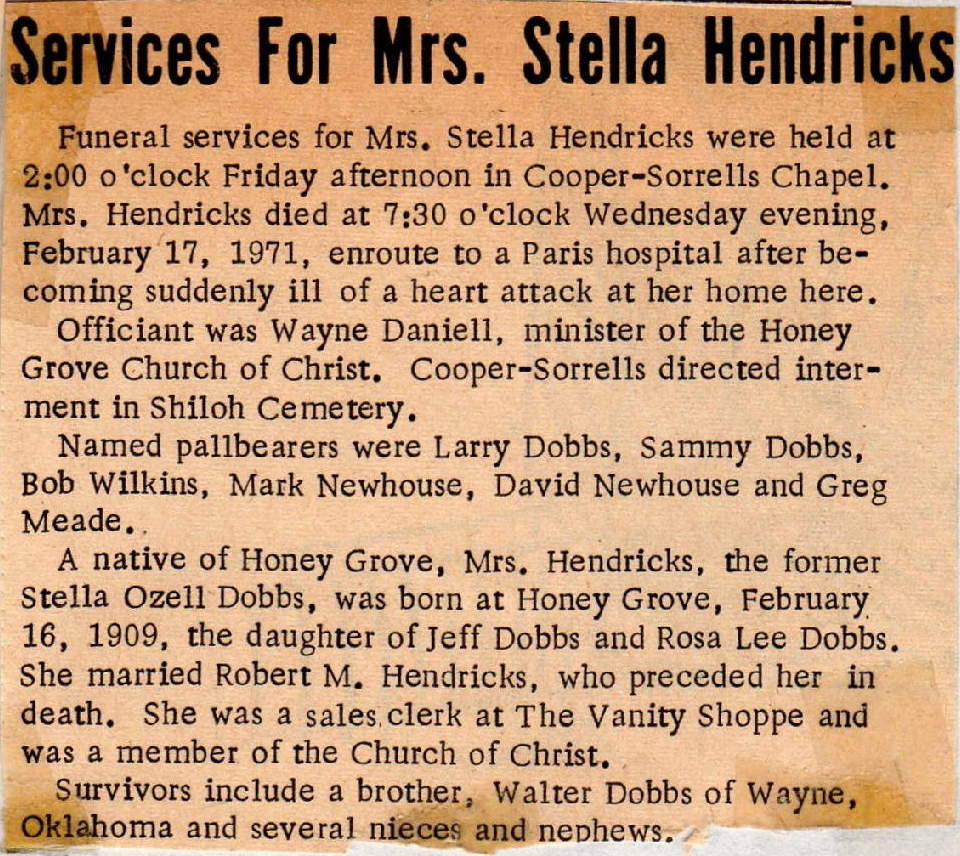 Services For Mrs. Stella Hendricks
Funeral services for Mrs. Stella Hendricks were held at
2:00 o'clock Friday afternoon in Cooper-Sorrells Chapel.
Mrs. Hendricks died at 7:30 o'clock Wednesday evening,
February 17, 1971, enroute to a Paris hospital after be-
coming suddenly ill of a heart attack at her home here.
Officiant was Wayne Daniell, minister of the Honey
Grove Church of Christ. Cooper-Sorrells directed inter-
ment in Shiloh Cemetery.
Named pallbearers were Larry Dobbs, Sammy Dobbs,
Bob Wilkins, Mark Newhouse, David Newhouse and Greg
Meade.
A native of Honey Grove, Mrs. Hendricks, the former
Stella Ozell Dobbs, was born at Honey Grove, February
16, 1909, the daughter of Jeff Dobbs and Rosa Lee Dobbs.
She married Robert M. Hendricks, who preceded her in
death. She was a sales clerk at The Vanity Shoppe and
was a member of the Church of Christ.
Survivors include a brother, Walter Dobbs of Wayne,
Oklahoma and several nieces and nephews.